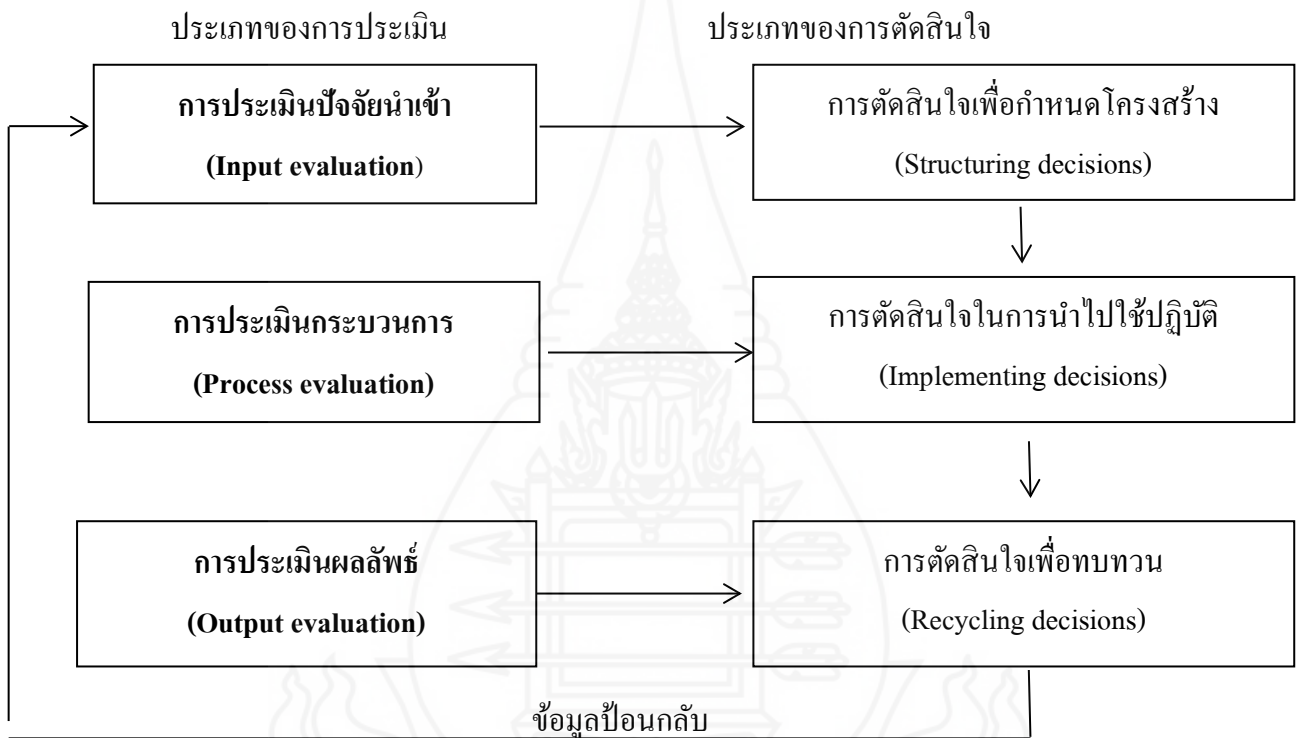 ประเภทของการประเมิน
ประเภทของการตัดสินใจ
การประเมินปัจจัยนำเข้า
(Input evaluation)
การตัดสินใจเพื่อกำหนดโครงสร้าง
(Structuring decisions)
การประเมินกระบวนการ
(Process evaluation)
การตัดสินใจในการนำไปใช้ปฏิบัติ
(Implementing decisions)
การประเมินผลลัพธ์
(Output evaluation)
การตัดสินใจเพื่อทบทวน
(Recycling decisions)
ข้อมูลป้อนกลับ